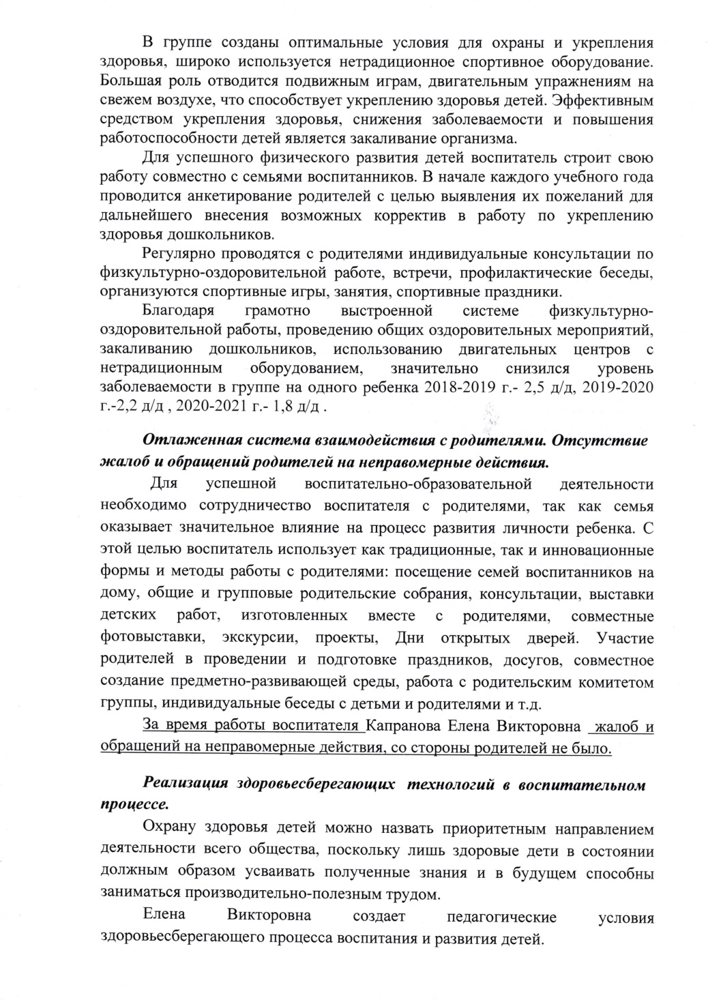 В группе созданы оптимальные условия для охраны и укрепления
здоровья, широко используется нетрадиционное спортивное оборудование.
Большая роль отводится подвижным играм, двигательным упражнениям на
свежем воздухе, что способствует укреплению здоровья детей. Эффективным
средством укрепления здоровья, снижения заболеваемости и повышения
работоспособности детей является закаливание организма.
Для успешного физического развития детей воспитатель строит свою
работу совместно с семьями воспитанников. В начале каждого учебного года
проводится анкетирование родителей с целью выявления их пожеланий для
дальнейшего внесения возможных корректив в работу по укреплению
здоровья дошкольников.
Регулярно проводятся с родителями индивидуальные консультации по
физкультурно-оздоровительной работе, встречи, профилактические беседы,
организуются спортивные игры, занятия, спортивные праздники.
Благодаря грамотно выстроенной системе физкультурно-
оздоровительной работы, проведению общих оздоровительных мероприятий,
закаливанию дошкольников, использованию двигательных центров с
нетрадиционным оборудованием, значительно снизился уровень
заболеваемости в группе на одного ребенка 2018-2019 г.- 2,5 д/д, 2019-2020
г.-2,2 д/д , 2020-2021 г.- 1,8 д/д .
Отлаженная система взаимодействия с родителями. Отсутствие
жалоб и обращений родителей на неправомерные действия.
Для успешной воспитательно-образовательной деятельности
необходимо сотрудничество воспитателя с родителями, так как семья
оказывает значительное влияние на процесс развития личности ребенка. С
этой целью воспитатель использует как традиционные, так и инновационные
формы и методы работы с родителями: посещение семей воспитанников на
дому, общие и групповые родительские собрания, консультации, выставки
детских работ, изготовленных вместе с родителями, совместные
фотовыставки, экскурсии, проекты, Дни открытых дверей. Участие
родителей в проведении и подготовке праздников, досугов, совместное
создание предметно-развивающей среды, работа с родительским комитетом
группы, индивидуальные беседы с детьми и родителями и т.д.
За время работы воспитателя Капранова Елена Викторовна жалоб и
обращений на неправомерные действия, со стороны родителей не было.
Реализация здоровьесберегающих технологий в воспитательном
процессе.
Охрану здоровья детей можно назвать приоритетным направлением
деятельности всего общества, поскольку лишь здоровые дети в состоянии
должным образом усваивать полученные знания и в будущем способны
заниматься производительно-полезным трудом.
Елена Викторовна создает педагогические условия
здоровьесберегающего процесса воспитания и развития детей.